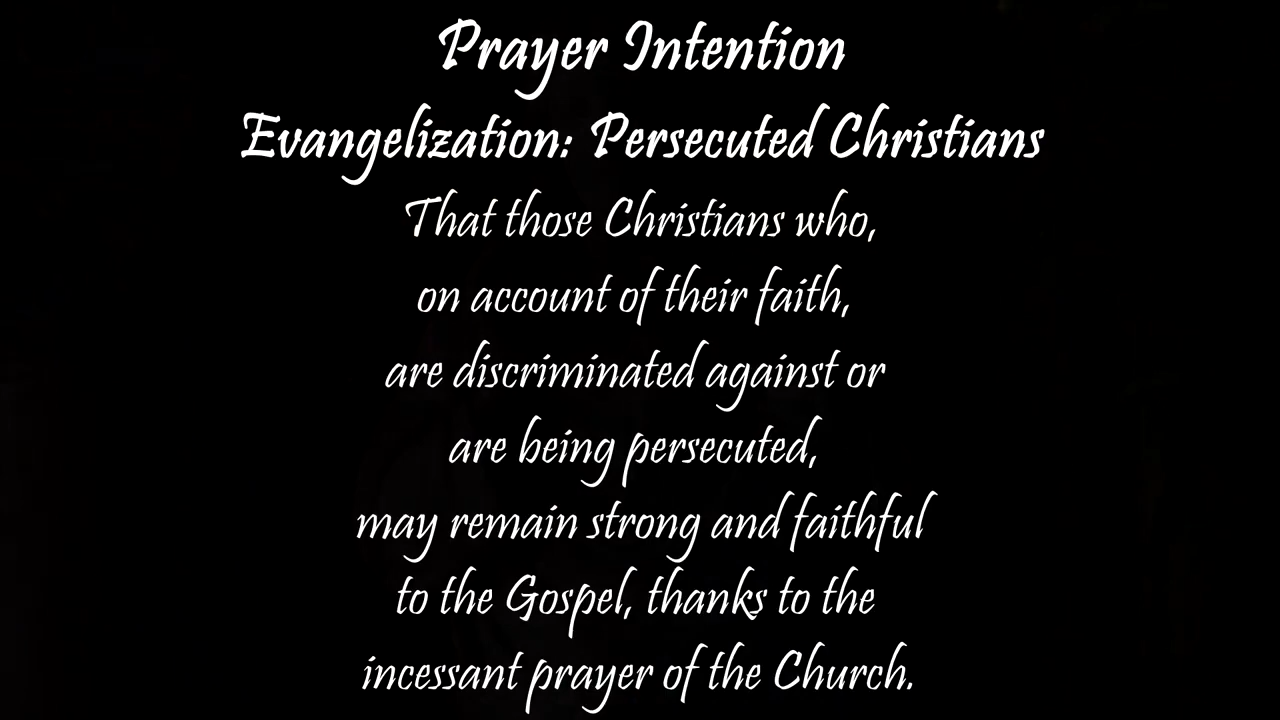 Prayer Intention
Evangelization: Persecuted Christians
That those Christians who,
on account of their faith,
are discriminated against or
are being persecuted,
may remain strong and faithful
to the Gospel, thanks to the
incessant prayer of the Church.